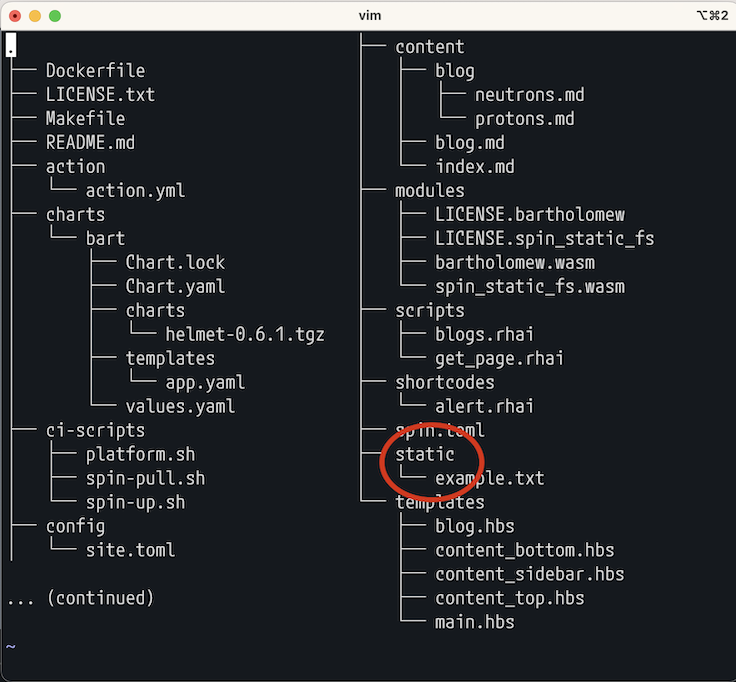 vim
⌥⌘2
.
├── Dockerfile
├── LICENSE.txt
├── Makefile
├── README.md
├── action
│   └── action.yml
├── charts
│   └── bart
│       ├── Chart.lock
│       ├── Chart.yaml
│       ├── charts
│       │   └── helmet-0.6.1.tgz
│       ├── templates
│       │   └── app.yaml
│       └── values.yaml
├── ci-scripts
│   ├── platform.sh
│   ├── spin-pull.sh
│   └── spin-up.sh
├── config
│   └── site.toml
... (continued)
~
├── content
│   ├── blog
│   │   ├── neutrons.md
│   │   └── protons.md
│   ├── blog.md
│   └── index.md
├── modules
│   ├── LICENSE.bartholomew
│   ├── LICENSE.spin_static_fs
│   ├── bartholomew.wasm
│   └── spin_static_fs.wasm
├── scripts
│   ├── blogs.rhai
│   └── get_page.rhai
├── shortcodes
│   └── alert.rhai
├── spin.toml
├── static
│   └── example.txt
└── templates
    ├── blog.hbs
    ├── content_bottom.hbs
    ├── content_sidebar.hbs
    ├── content_top.hbs
    └── main.hbs